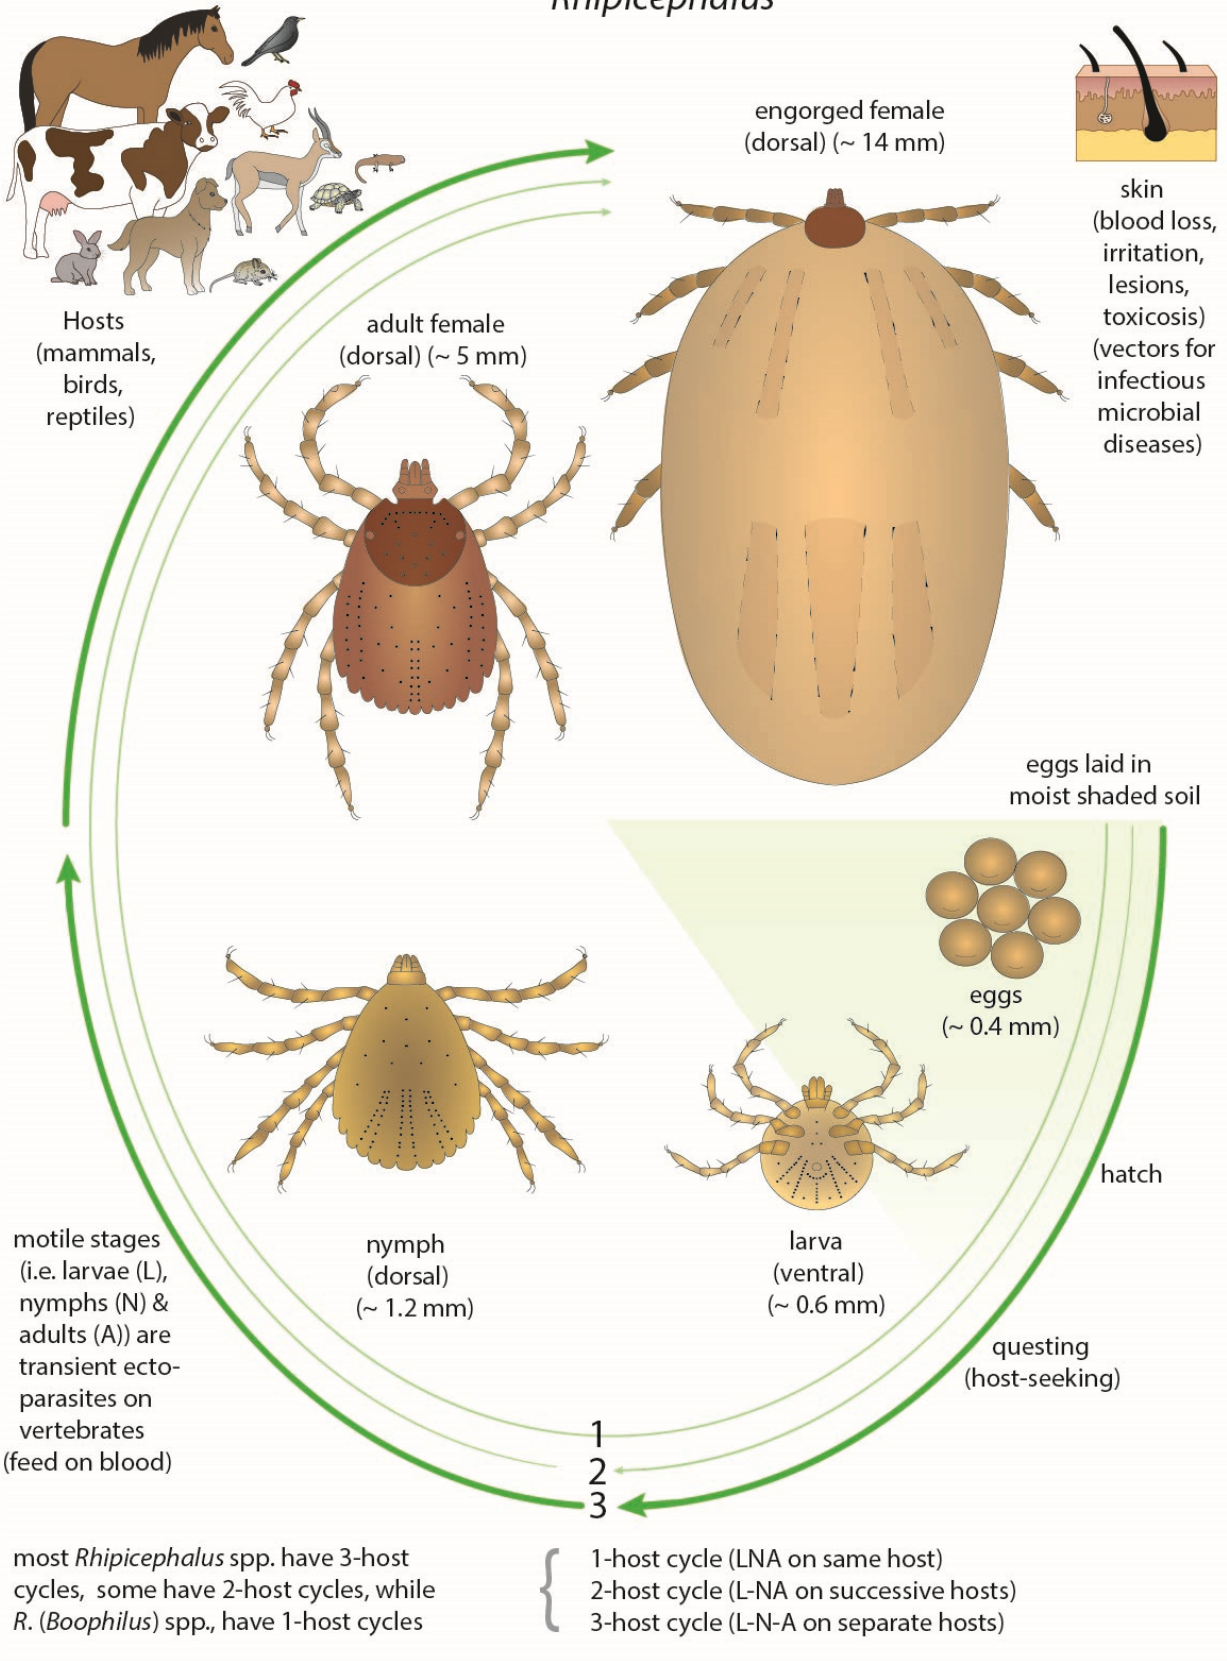 Rhipicephalus
engorged female
(dorsal) (~ 14 mm)
skin
(blood loss,
irritation,
lesions,
toxicosis)
(vectors for
infectious
microbial
diseases)
Hosts
(mammals,
birds,
reptiles)
adult female
(dorsal) (~ 5 mm)
eggs laid in
moist shaded soil
eggs
(~ 0.4 mm)
hatch
larva
(ventral)
(~ 0.6 mm)
nymph
(dorsal)
(~ 1.2 mm)
questing
(host-seeking)
motile stages
(i.e. larvae (L),
nymphs (N) &
adults (A)) are
transient ecto-
parasites on
vertebrates
(feed on blood)
1
2
3
most Rhipicephalus spp. have 3-host
cycles, some have 2-host cycles, while
R. (Boophilus) spp., have 1-host cycles
1-host cycle (LNA on same host)
2-host cycle (L-NA on successive hosts)
3-host cycle (L-N-A on separate hosts)